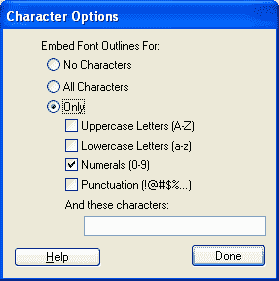 Character Options
Embed Font Outlines For:
No Characters
All Characters
Only
Uppercase Letters (A-Z)
Lowercase Letters (a-z)
Numerals (0-9)
Punctuation (!@#$%...)
And these characters:
Help
Done